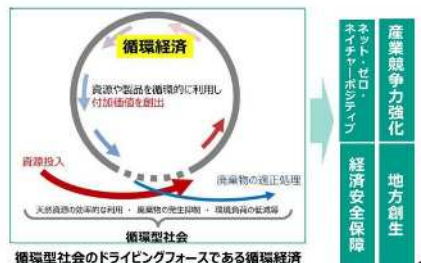 循環経済
資源や製品を循環的に利用し
付加価値を創出
資源投入
廃棄物の適正処理
天然資源の効率的な利用・廃棄物の発生抑制・環境負荷の低減等
循環型社会
循環型社会のドライビングフォースである循環経済
ネット・ゼロ・
ネイチャーポジティブ
産業競争力強化
経済安全保障
地方創生